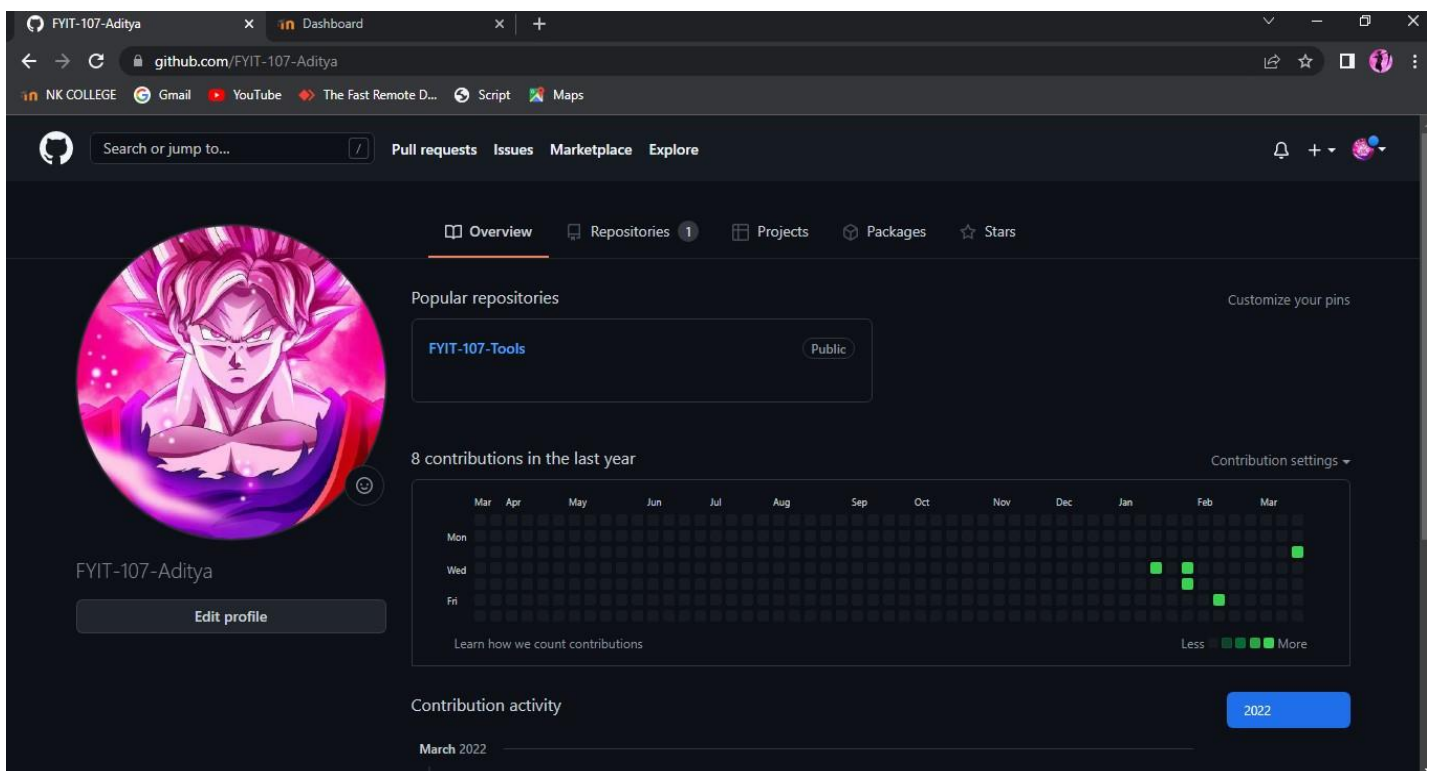 FYIT-107-Aditya
Dashboard
github.com/FYIT-107-Aditya
NK COLLEGE Gmail YouTube The Fast Remote D... Script Maps
Search or jump to... / Pull requests Issues Marketplace Explore
Overview Repositories 1 Projects Packages Stars
Popular repositories Customize your pins
FYIT-107-Tools Public
8 contributions in the last year Contribution settings
Mar Apr May Jun Jul Aug Sep Oct Nov Dec Jan Feb Mar
Mon
Wed
Fri
Learn how we count contributions Less More
FYIT-107-Aditya
Edit profile
Contribution activity 2022
March 2022